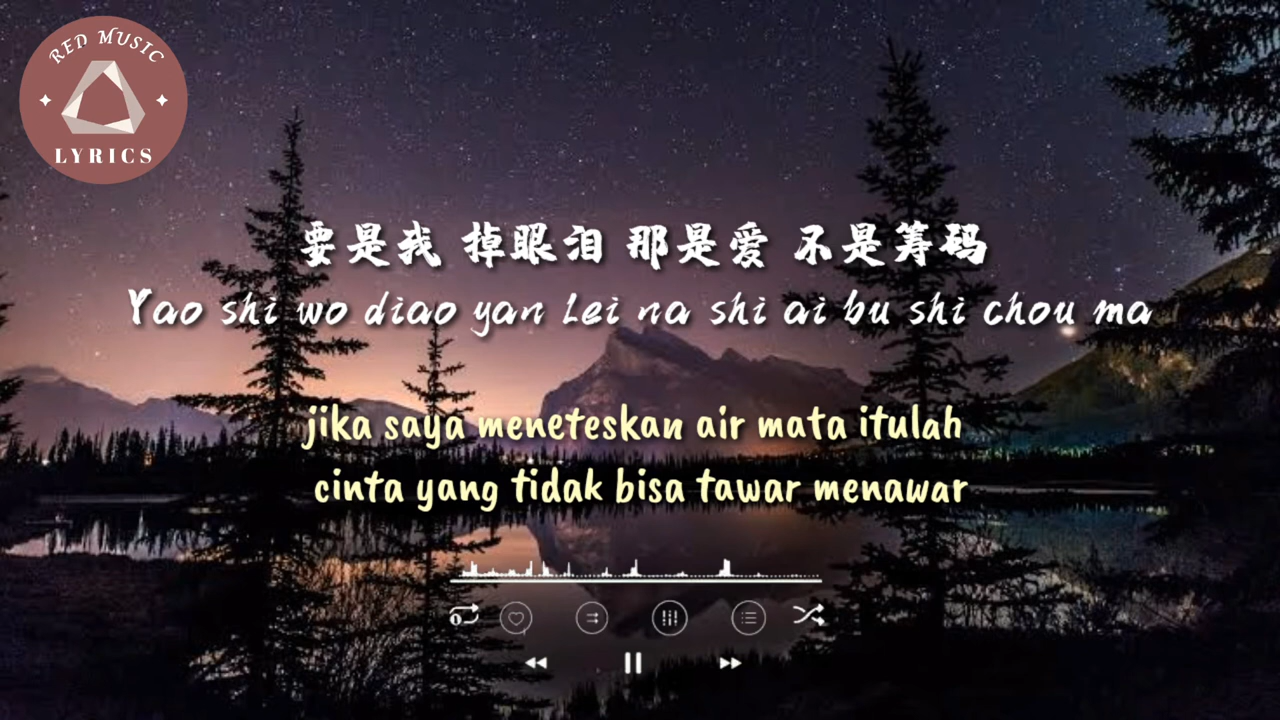 RED MUSIC
LYRICS
要是我 掉眼泪 那是爱 不是筹码
Yao shi wo diao yan Lei na shi ai bu shi chou ma
jika saya meneteskan air mata itulah
cinta yang tidak bisa tawar menawar